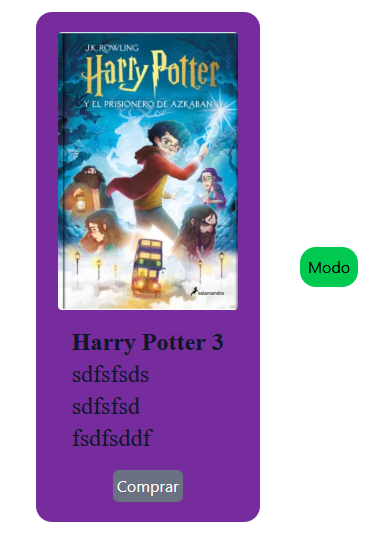 J.K. ROWLING
Harry Potter
Y EL PRISIONERO DE AZKABAN
salamandra
Harry Potter 3
sdfsfsds
sdfsfsd
fsdfsddf
Comprar
Modo